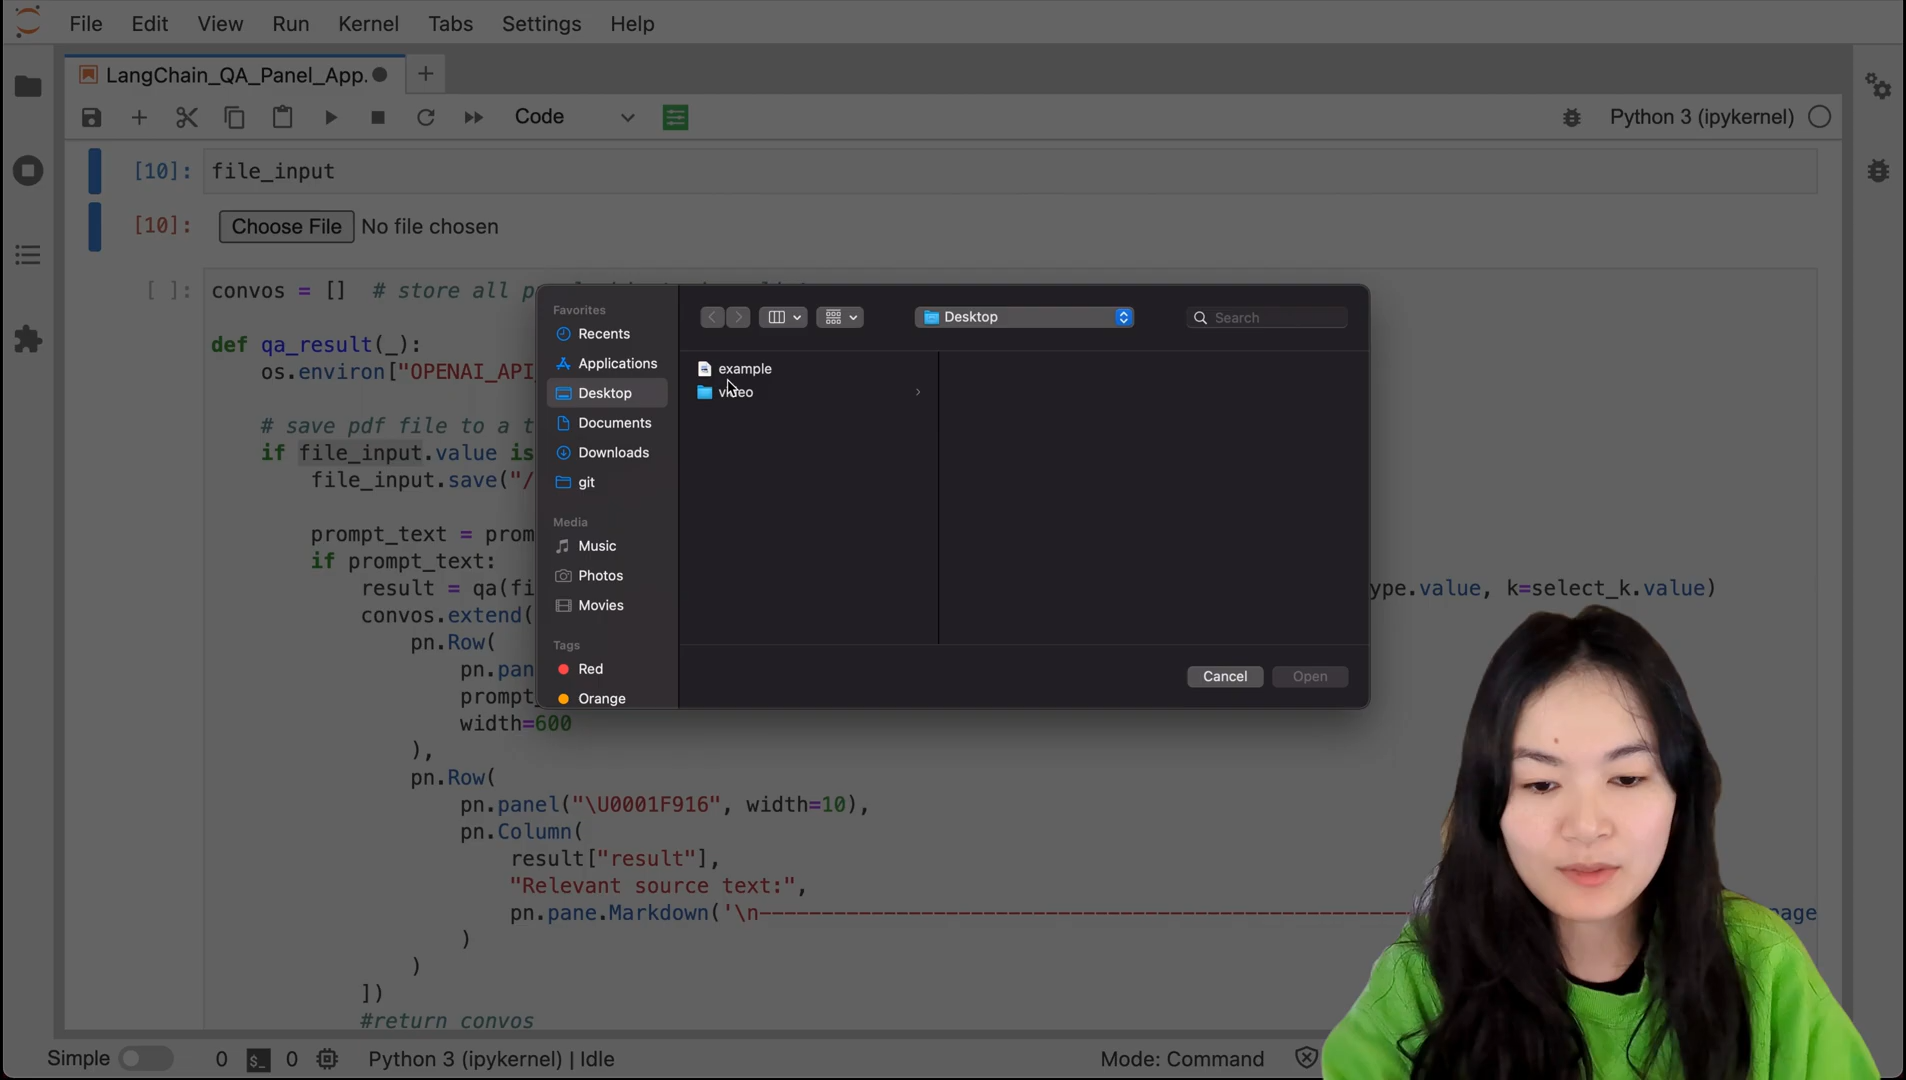 File Edit View Run Kernel Tabs Settings Help
LangChain_QA_Panel_App.
Code
Python 3 (ipykernel)
[10]: file_input
[10]: Choose File No file chosen
[ ]: convos = [] # store all
def qa_result(_):
os.environ["OPENAI_API
# save pdf file to a t
if file_input.value is
file_input.save("/
prompt_text = prom
if prompt_text:
result = qa(fi ype.value, k=select_k.value)
convos.extend(
pn.Row(
pn.pan
prompt_
width=600
),
pn.Row(
pn.panel("\U0001F916", width=10),
pn.Column(
result["result"],
"Relevant source text:",
pn.pane.Markdown('\n------------------------------------------------------ page
)
)
])
#return convos
Favorites
Recents
Applications
Desktop
Documents
Downloads
git
Media
Music
Photos
Movies
Tags
Red
Orange
Desktop
Search
example
video
Cancel Open
Simple 0 $_ 0 Python 3 (ipykernel) | Idle Mode: Command